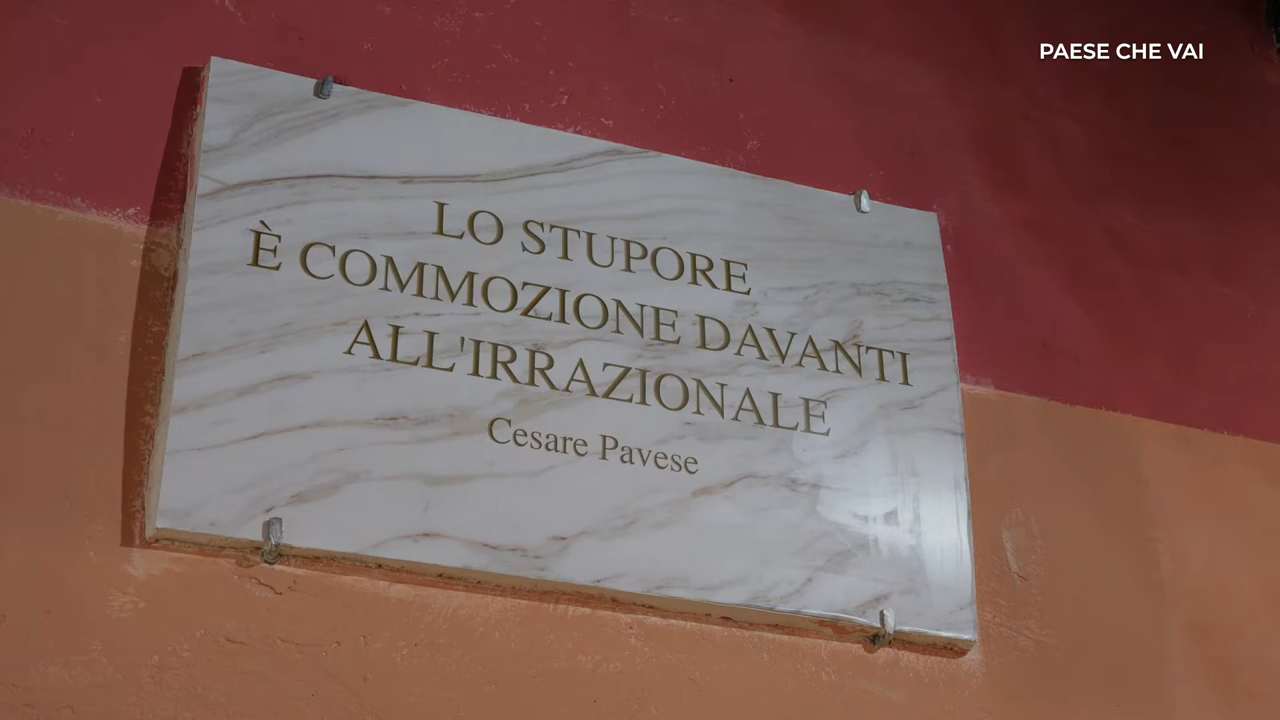 PAESE CHE VAI
LO STUPORE
È COMMOZIONE DAVANTI
ALL'IRRAZIONALE
Cesare Pavese